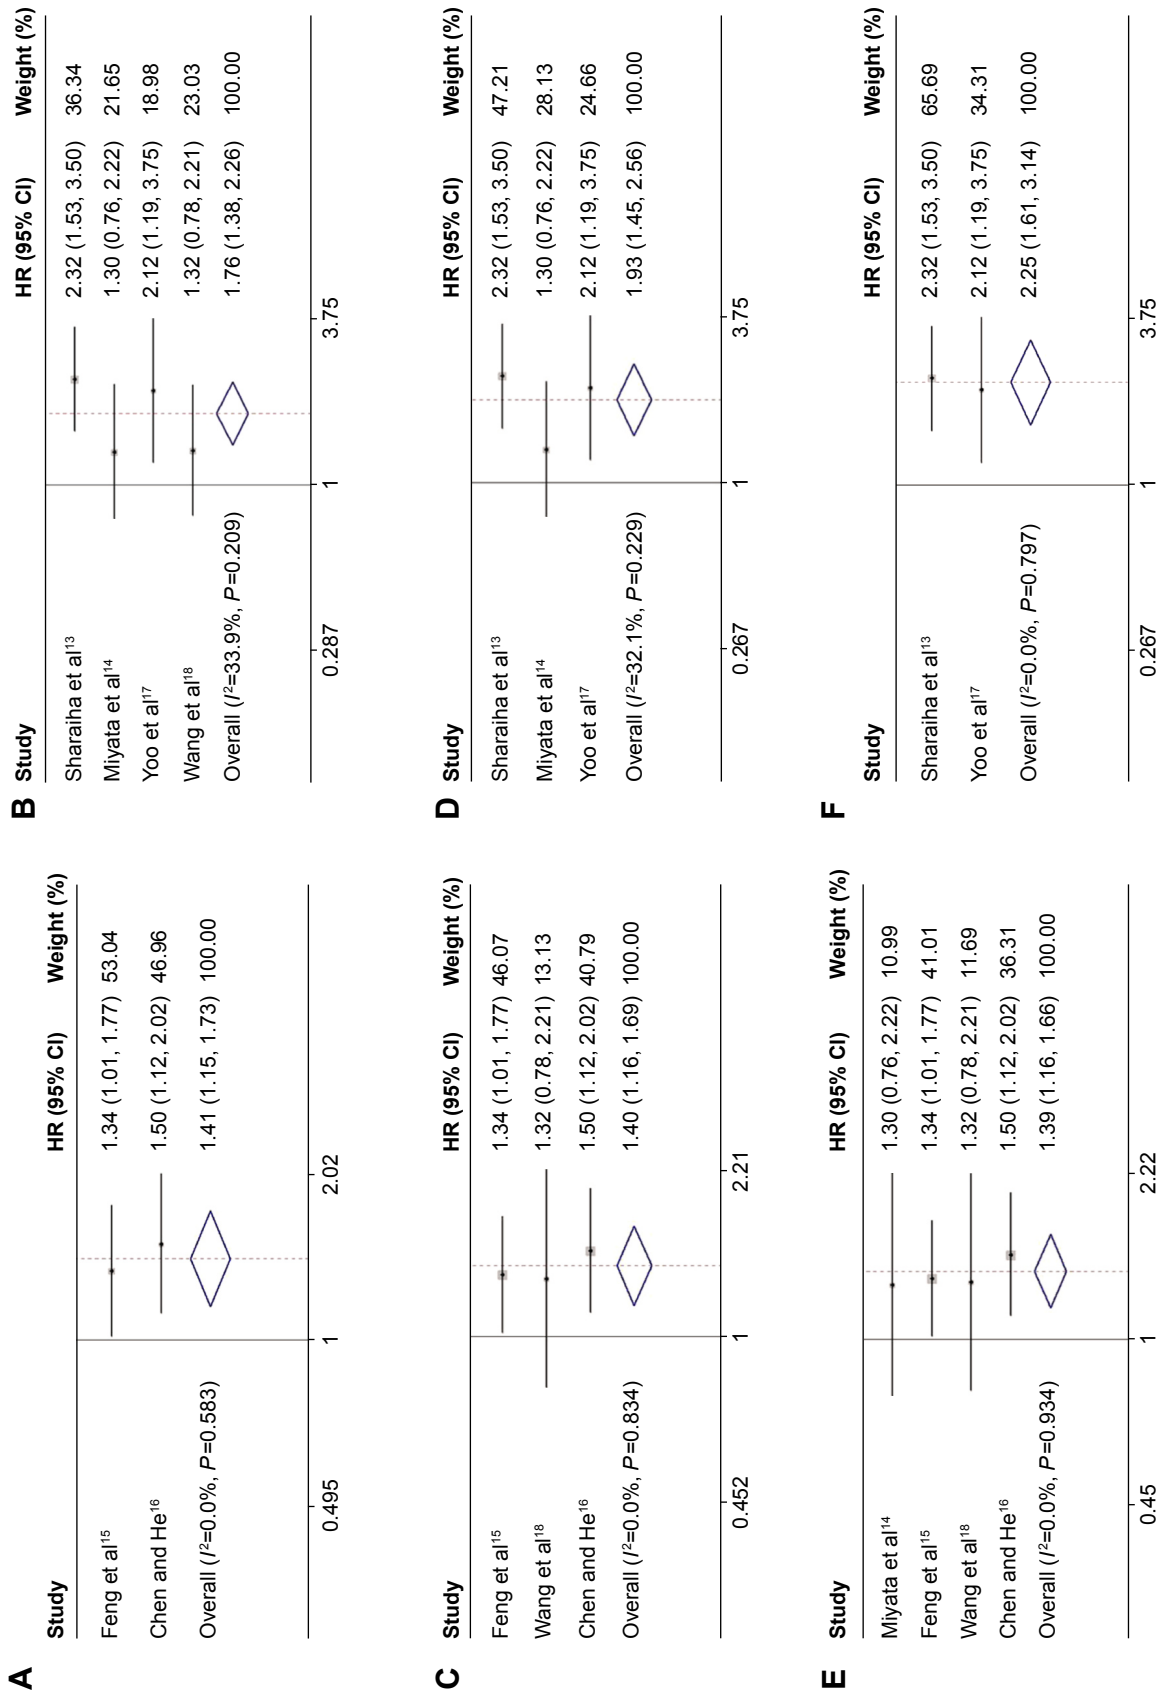 A
Study HR (95% CI) Weight (%)
Feng et al15 1.34 (1.01, 1.77) 53.04
Chen and He16 1.50 (1.12, 2.02) 46.96
Overall (I2=0.0%, P=0.583) 1.41 (1.15, 1.73) 100.00
0.495 1 2.02
B
Study HR (95% CI) Weight (%)
Sharaiha et al13 2.32 (1.53, 3.50) 36.34
Miyata et al14 1.30 (0.76, 2.22) 21.65
Yoo et al17 2.12 (1.19, 3.75) 18.98
Wang et al18 1.32 (0.78, 2.21) 23.03
Overall (I2=33.9%, P=0.209) 1.76 (1.38, 2.26) 100.00
0.287 1 3.75
C
Study HR (95% CI) Weight (%)
Feng et al15 1.34 (1.01, 1.77) 46.07
Wang et al18 1.32 (0.78, 2.21) 13.13
Chen and He16 1.50 (1.12, 2.02) 40.79
Overall (I2=0.0%, P=0.834) 1.40 (1.16, 1.69) 100.00
0.452 1 2.21
D
Study HR (95% CI) Weight (%)
Sharaiha et al13 2.32 (1.53, 3.50) 47.21
Miyata et al14 1.30 (0.76, 2.22) 28.13
Yoo et al17 2.12 (1.19, 3.75) 24.66
Overall (I2=32.1%, P=0.229) 1.93 (1.45, 2.56) 100.00
0.267 1 3.75
E
Study HR (95% CI) Weight (%)
Miyata et al14 1.30 (0.76, 2.22) 10.99
Feng et al15 1.34 (1.01, 1.77) 41.01
Wang et al18 1.32 (0.78, 2.21) 11.69
Chen and He16 1.50 (1.12, 2.02) 36.31
Overall (I2=0.0%, P=0.934) 1.39 (1.16, 1.66) 100.00
0.45 1 2.22
F
Study HR (95% CI) Weight (%)
Sharaiha et al13 2.32 (1.53, 3.50) 65.69
Yoo et al17 2.12 (1.19, 3.75) 34.31
Overall (I2=0.0%, P=0.797) 2.25 (1.61, 3.14) 100.00
0.267 1 3.75